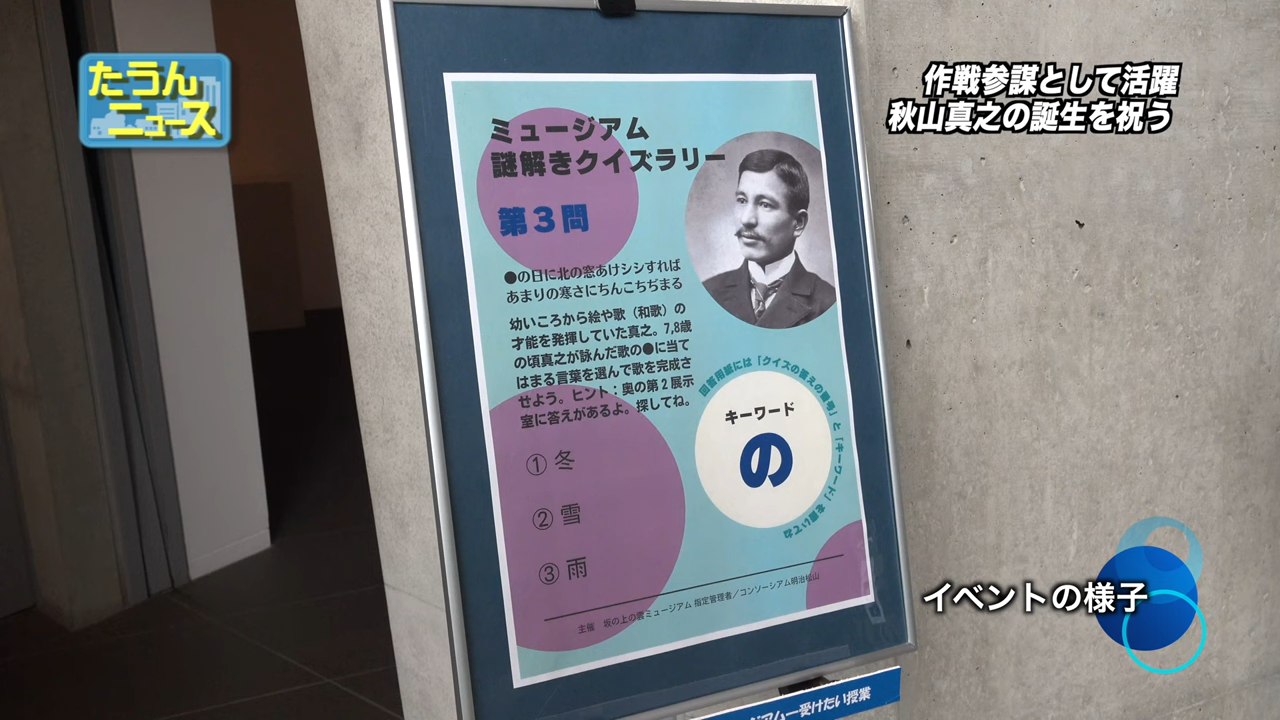 たうん
ニュース
作戦参謀として活躍
秋山真之の誕生を祝う
ミュージアム
謎解きクイズラリー
第3問
●の日に北の窓あけシシすれば
あまりの寒さにちんこちぢまる
幼いころから絵や歌（和歌）の
才能を発揮していた真之。7,8歳
の頃真之が詠んだ歌の●に当て
はまる言葉を選んで歌を完成さ
せよう。ヒント：奥の第2展示
室に答えがあるよ。探してね。
① 冬
② 雪
③ 雨
回答用紙には「クイズの答えの番号」と「キーワード」を書いてね
キーワード
の
主催 坂の上の雲ミュージアム 指定管理者／コンソーシアム明治松山
イベントの様子
ジアム一受けたい授業